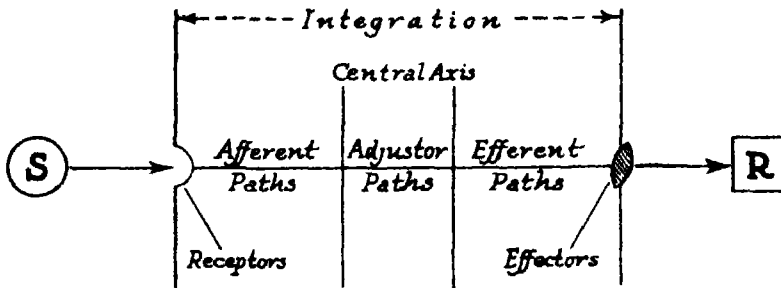 Integration
Central Axis
S
Afferent Paths
Adjustor Paths
Efferent Paths
R
Receptors
Effectors